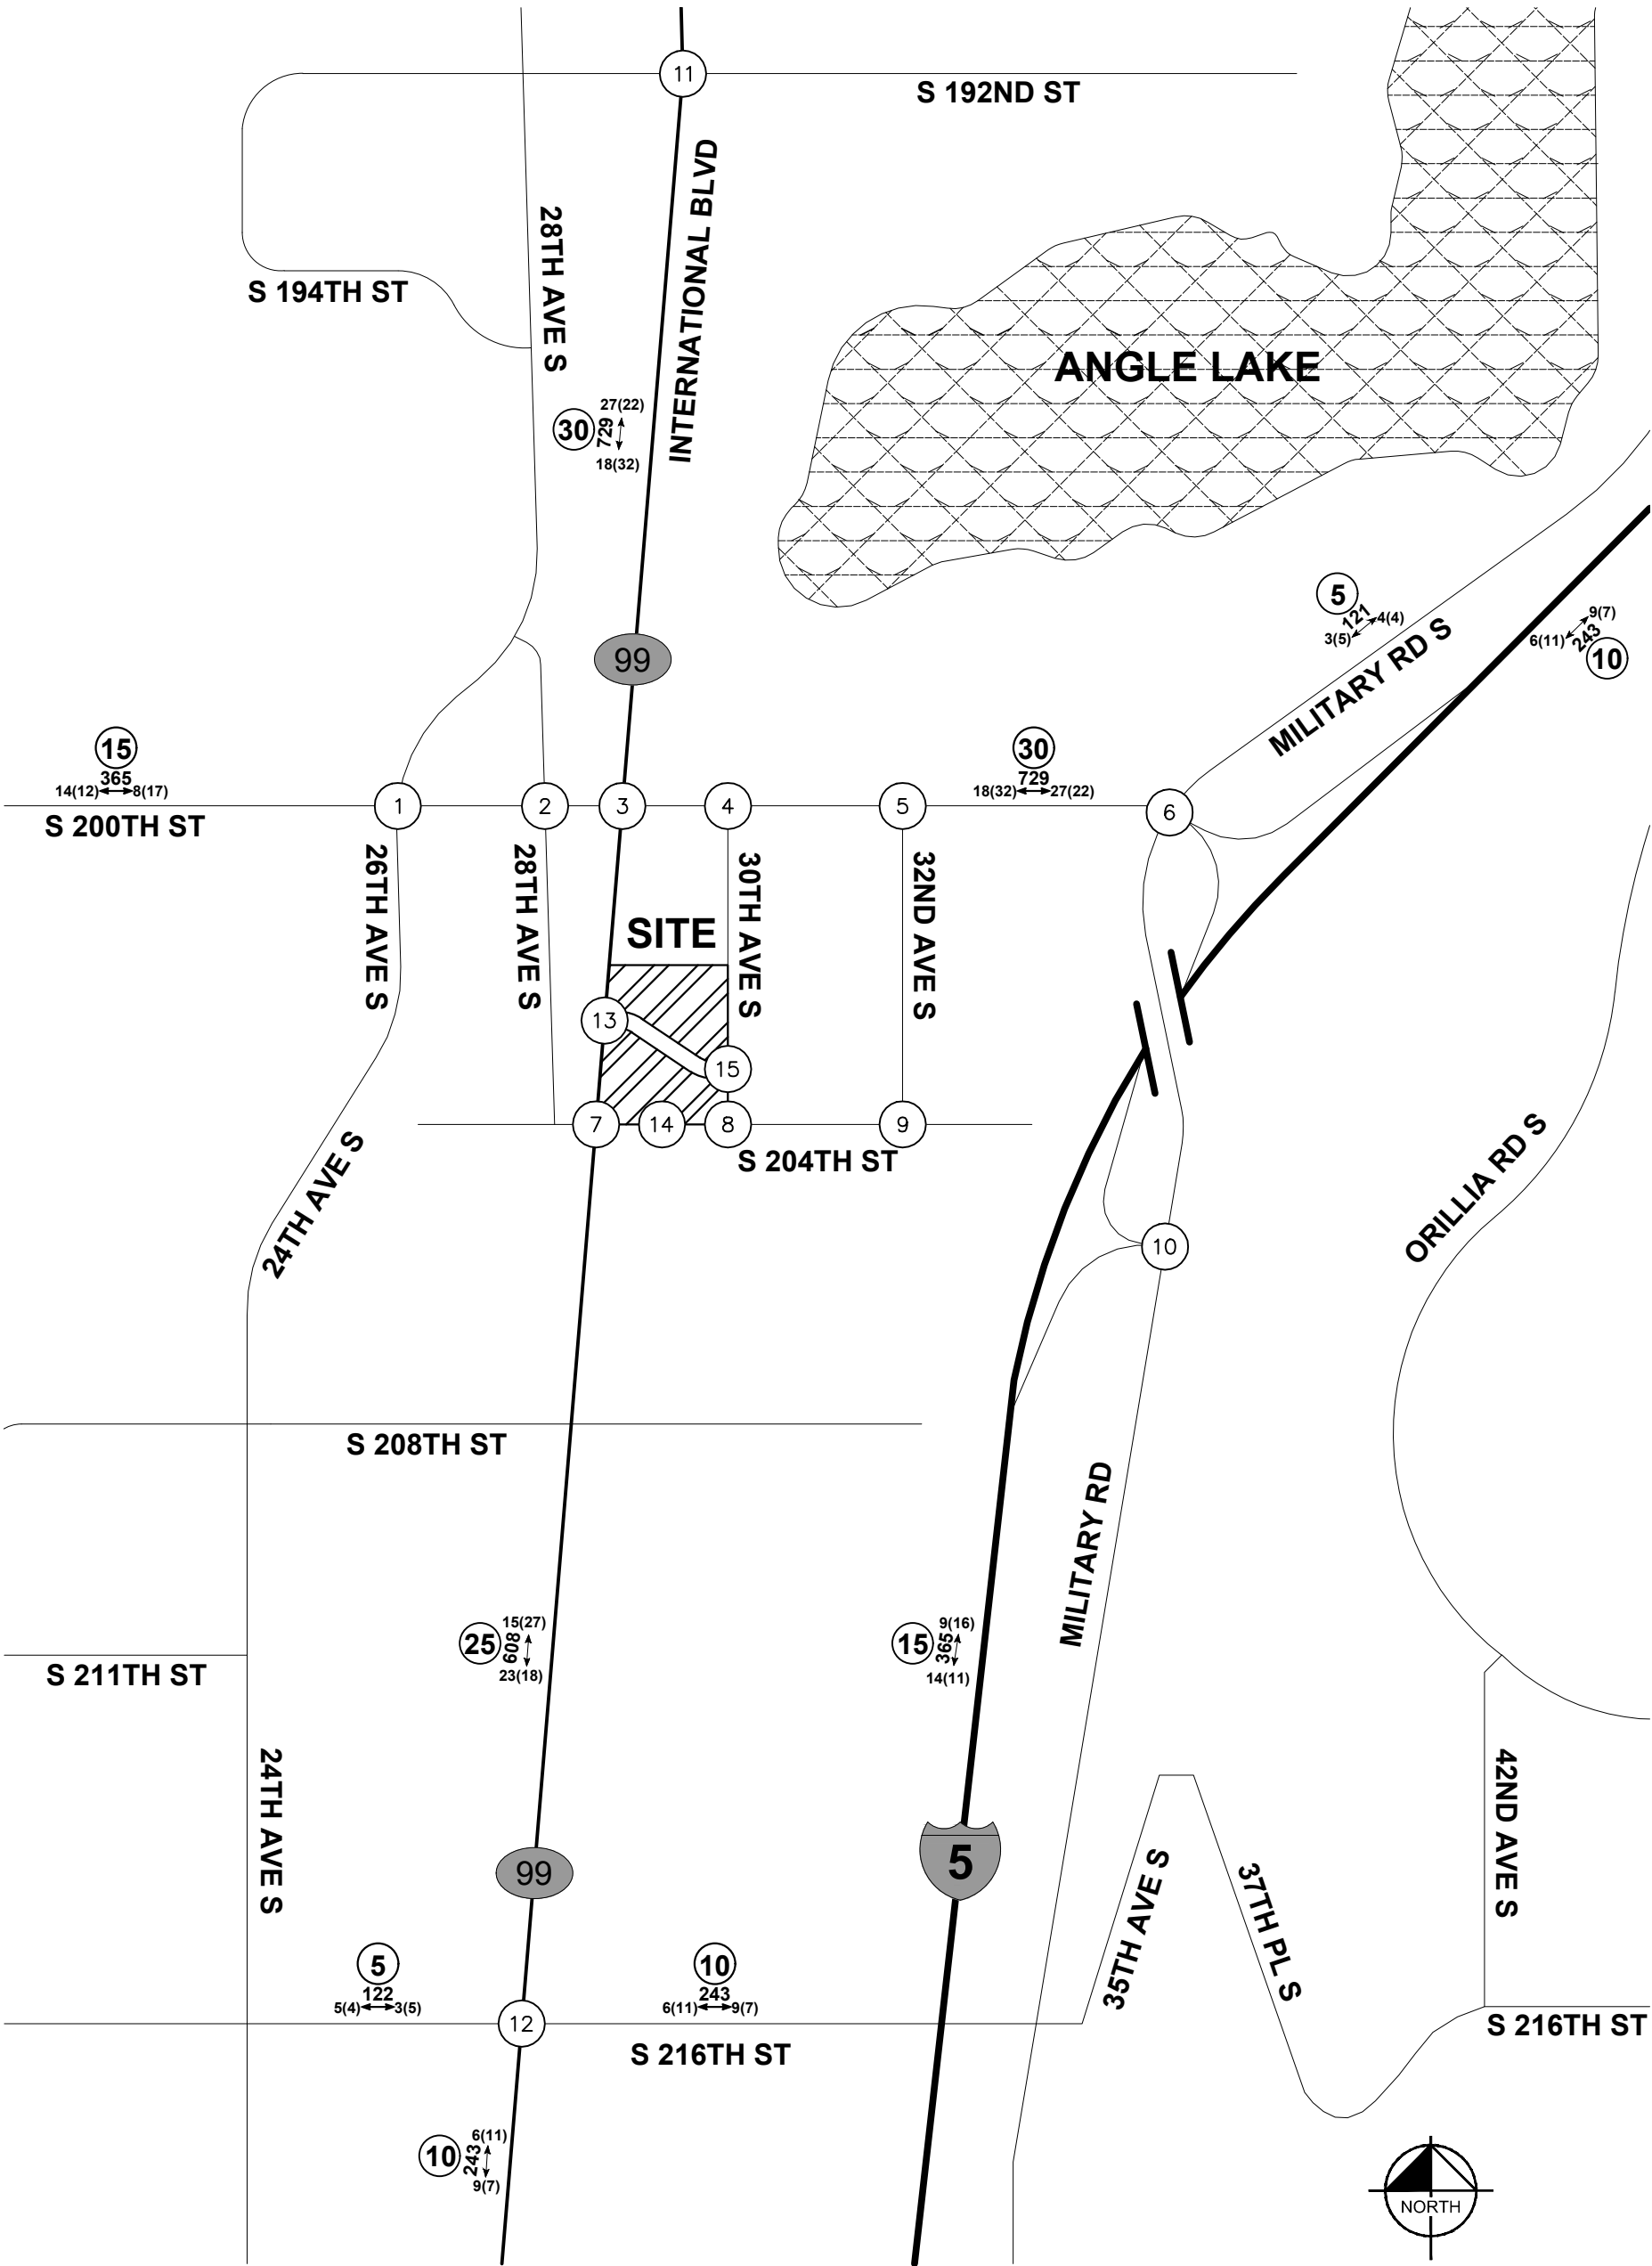 11
S 192ND ST
INTERNATIONAL BLVD
28TH AVE S
S 194TH ST
ANGLE LAKE
27(22)
30
729
18(32)
5
121
4(4)
3(5)
9(7)
6(11)
243
10
MILITARY RD S
99
15
365
14(12)
8(17)
S 200TH ST
30
729
18(32)
27(22)
1
2
3
4
5
6
26TH AVE S
28TH AVE S
30TH AVE S
32ND AVE S
SITE
13
15
7
14
8
9
S 204TH ST
24TH AVE S
ORILLIA RD S
10
S 208TH ST
MILITARY RD
15(27)
25
608
23(18)
9(16)
15
365
14(11)
S 211TH ST
24TH AVE S
42ND AVE S
5
99
35TH AVE S
37TH PL S
5
122
5(4)
3(5)
10
243
6(11)
9(7)
12
S 216TH ST
S 216TH ST
6(11)
10
243
9(7)
NORTH